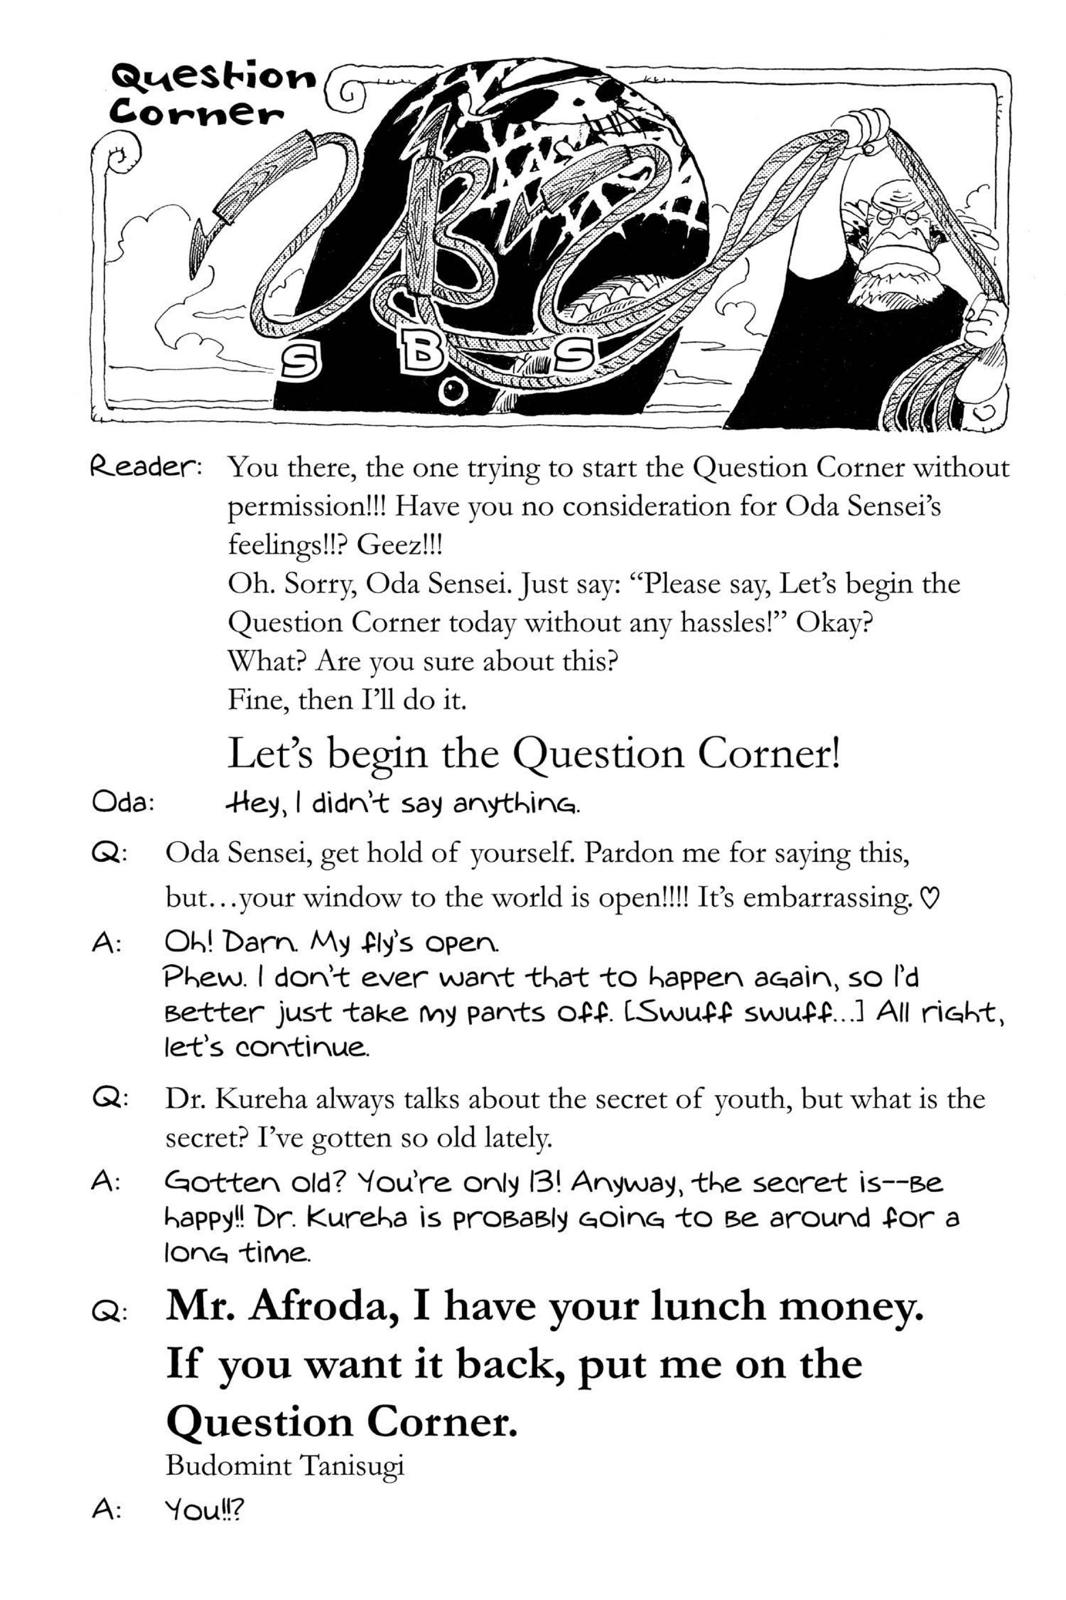 Question
Corner
S B S
Reader: You there, the one trying to start the Question Corner without
permission!!! Have you no consideration for Oda Sensei's
feelings!!? Geez!!!
Oh. Sorry, Oda Sensei. Just say: “Please say, Let's begin the
Question Corner today without any hassles!” Okay?
What? Are you sure about this?
Fine, then I'll do it.
Let's begin the Question Corner!
Oda: Hey, I didn't say anything.
Q: Oda Sensei, get hold of yourself. Pardon me for saying this,
but...your window to the world is open!!!! It's embarrassing. ♡
A: Oh! Darn. My fly's open.
Phew. I don't ever want that to happen again, so I'd
better just take my pants off. [Swuff swuff...] All right,
let's continue.
Q: Dr. Kureha always talks about the secret of youth, but what is the
secret? I've gotten so old lately.
A: Gotten old? You're only 13! Anyway, the secret is--Be
happy!! Dr. Kureha is probably going to be around for a
long time.
Q: Mr. Afroda, I have your lunch money.
If you want it back, put me on the
Question Corner.
Budomint Tanisugi
A: You!!?